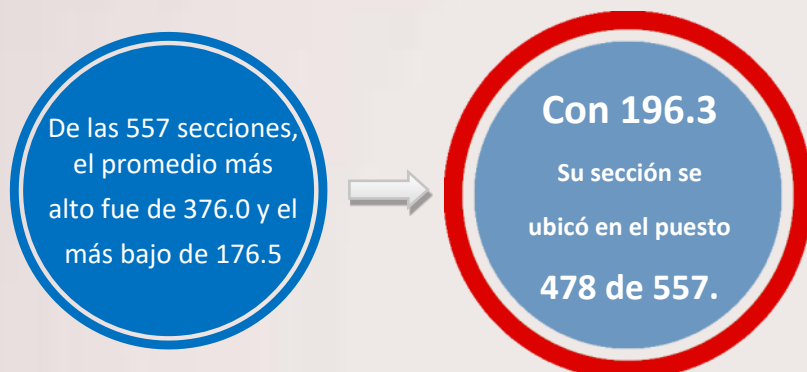 De las 557 secciones,
el promedio más
alto fue de 376.0 y el
más bajo de 176.5
Con 196.3
Su sección se
ubicó en el puesto
478 de 557.